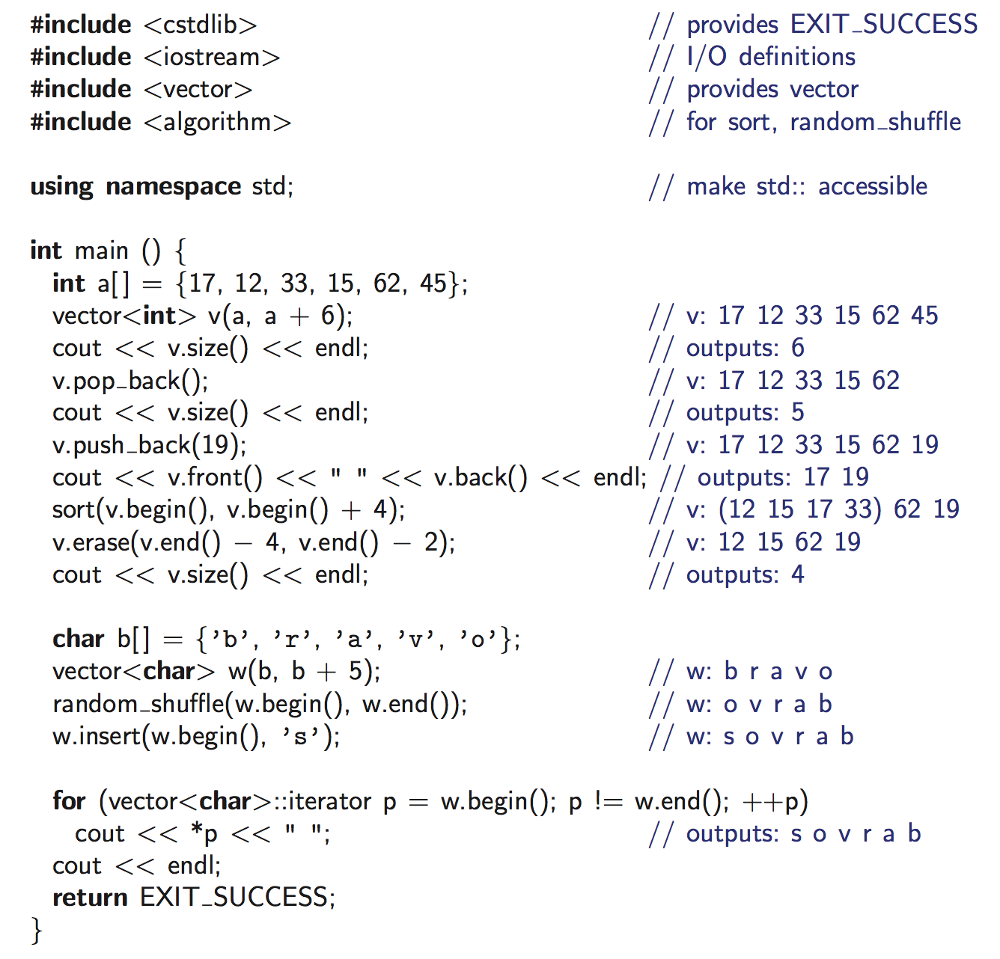 #include <cstdlib> // provides EXIT_SUCCESS
#include <iostream> // I/O definitions
#include <vector> // provides vector
#include <algorithm> // for sort, random_shuffle
using namespace std; // make std:: accessible
int main () {
int a[] = {17, 12, 33, 15, 62, 45};
vector<int> v(a, a + 6); // v: 17 12 33 15 62 45
cout << v.size() << endl; // outputs: 6
v.pop_back(); // v: 17 12 33 15 62
cout << v.size() << endl; // outputs: 5
v.push_back(19); // v: 17 12 33 15 62 19
cout << v.front() << " " << v.back() << endl; // outputs: 17 19
sort(v.begin(), v.begin() + 4); // v: (12 15 17 33) 62 19
v.erase(v.end() − 4, v.end() − 2); // v: 12 15 62 19
cout << v.size() << endl; // outputs: 4
char b[] = {’b’, ’r’, ’a’, ’v’, ’o’};
vector<char> w(b, b + 5); // w: b r a v o
random_shuffle(w.begin(), w.end()); // w: o v r a b
w.insert(w.begin(), ’s’); // w: s o v r a b
for (vector<char>::iterator p = w.begin(); p != w.end(); ++p)
cout << *p << " "; // outputs: s o v r a b
cout << endl;
return EXIT_SUCCESS;
}